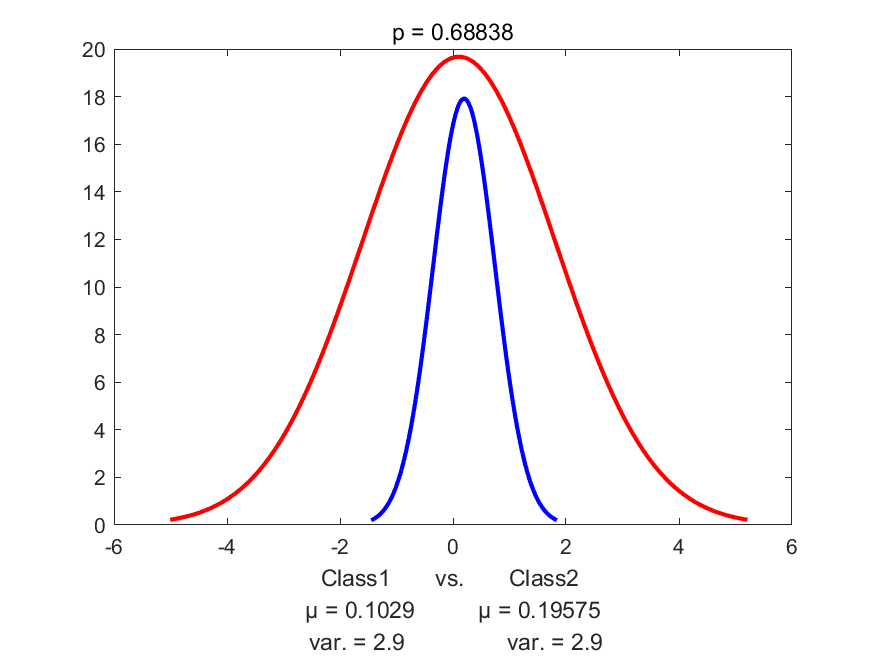 p = 0.68838
20
18
16
14
12
10
8
6
4
2
0
-6 -4 -2 0 2 4 6
Class1 vs. Class2
μ = 0.1029 μ = 0.19575
var. = 2.9 var. = 2.9